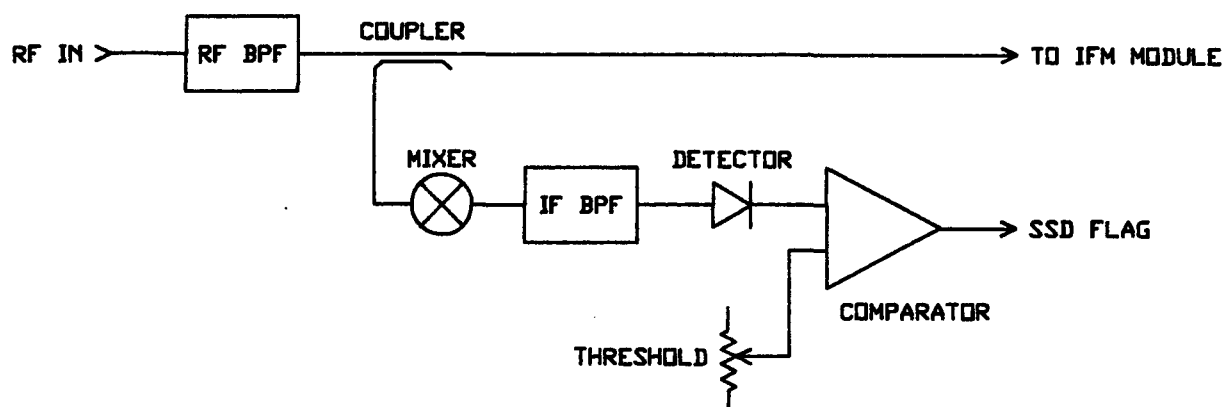 COUPLER
RF IN
RF BPF
TO IFM MODULE
MIXER
DETECTOR
IF BPF
SSD FLAG
COMPARATOR
THRESHOLD